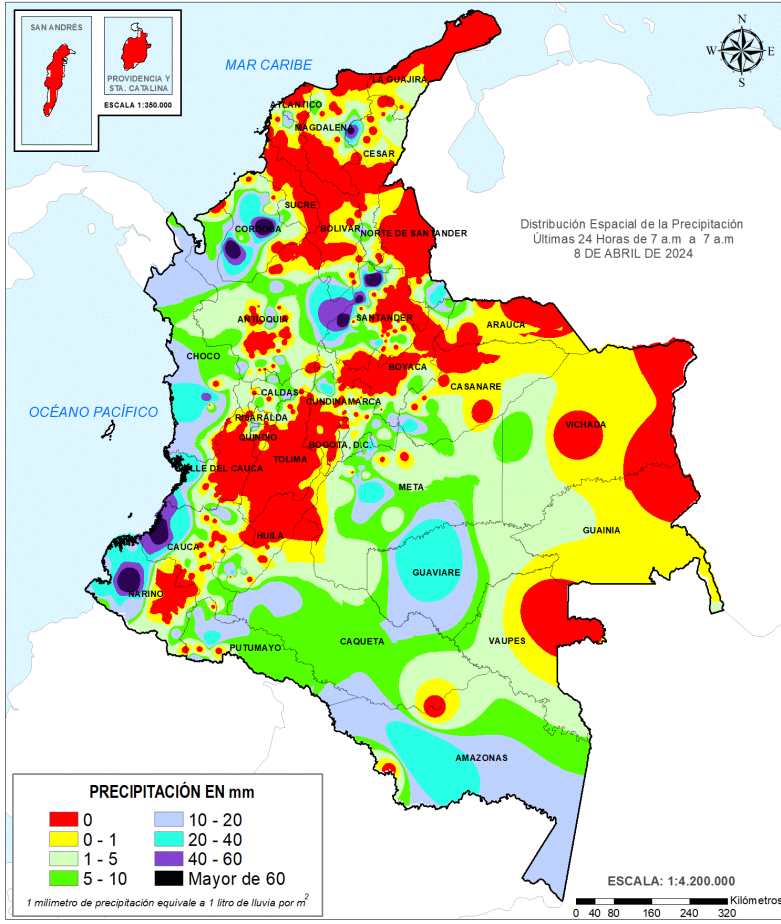 SAN ANDRÉS
PROVIDENCIA Y
STA. CATALINA
ESCALA 1:350.000
MAR CARIBE
N
W
E
S
LA GUAJIRA
ATLANTICO
MAGDALENA
CESAR
SUCRE
CORDOBA
BOLIVAR
NORTE DE SANTANDER
Distribución Espacial de la Precipitación
Últimas 24 Horas de 7 a.m a 7 a.m
8 DE ABRIL DE 2024
ANTIOQUIA
SANTANDER
ARAUCA
CHOCO
BOYACA
CASANARE
CALDAS
CUNDINAMARCA
OCÉANO PACÍFICO
RISARALDA
VICHADA
QUINDIO
BOGOTA, D.C.
TOLIMA
VALLE DEL CAUCA
META
GUAINIA
HUILA
CAUCA
GUAVIARE
NARIÑO
CAQUETA
VAUPES
PUTUMAYO
AMAZONAS
PRECIPITACIÓN EN mm
0
10 - 20
0 - 1
20 - 40
1 - 5
40 - 60
5 - 10
Mayor de 60
1 milímetro de precipitación equivale a 1 litro de lluvia por m²
ESCALA: 1:4.200.000
Kilómetros
0 40 80 160 240 320